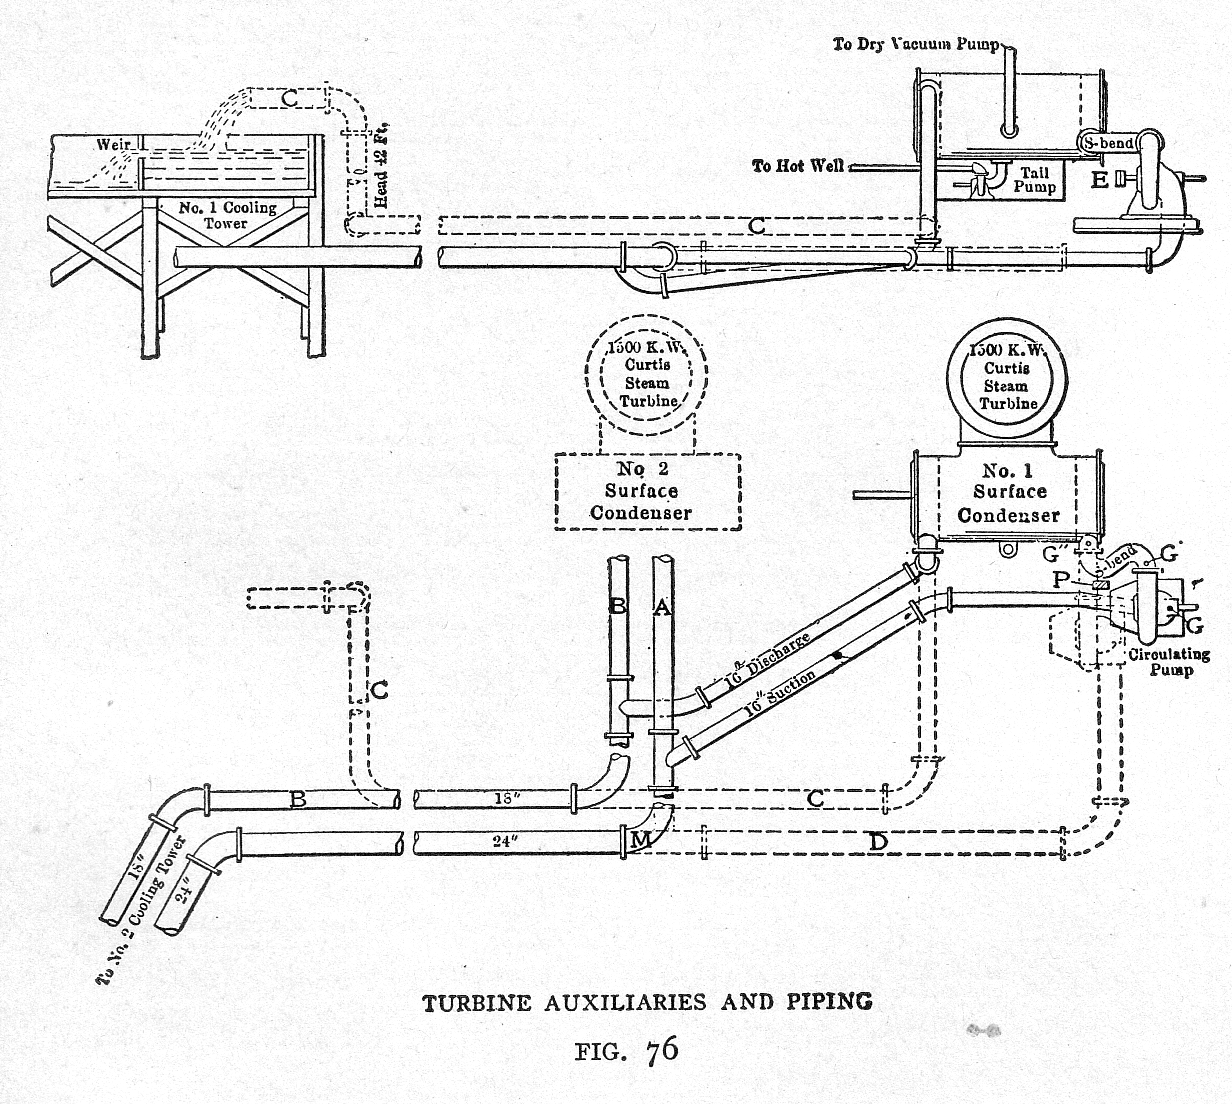 To Dry Vacuum Pump
C
Weir
Head 42 Ft,
S-bend
To Hot Well
Tail
Pump
E
No. 1 Cooling
Tower
C
1500 K.W.
Curtis
Steam
Turbine
1500 K.W.
Curtis
Steam
Turbine
No 2
Surface
Condenser
No. 1
Surface
Condenser
G"
S-bend
G'
P
B
A
G
16" Discharge
Circulating
Pump
16" Suction
C
B
18"
C
24"
M
D
18"
24"
To No. 2 Cooling Tower
TURBINE AUXILIARIES AND PIPING
FIG. 76